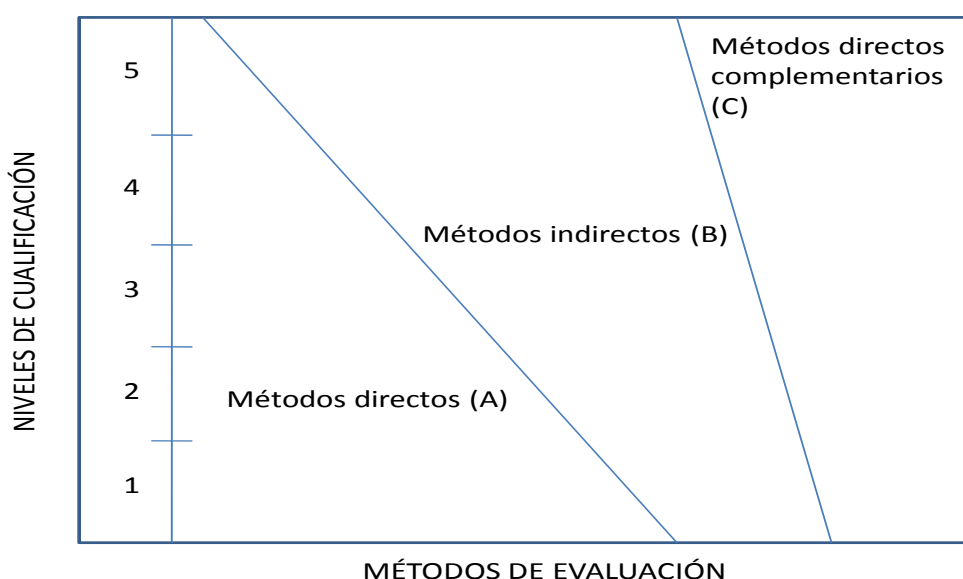 NIVELES DE CUALIFICACIÓN
5
4
3
2
1
Métodos directos
complementarios
(C)
Métodos indirectos (B)
Métodos directos (A)
MÉTODOS DE EVALUACIÓN